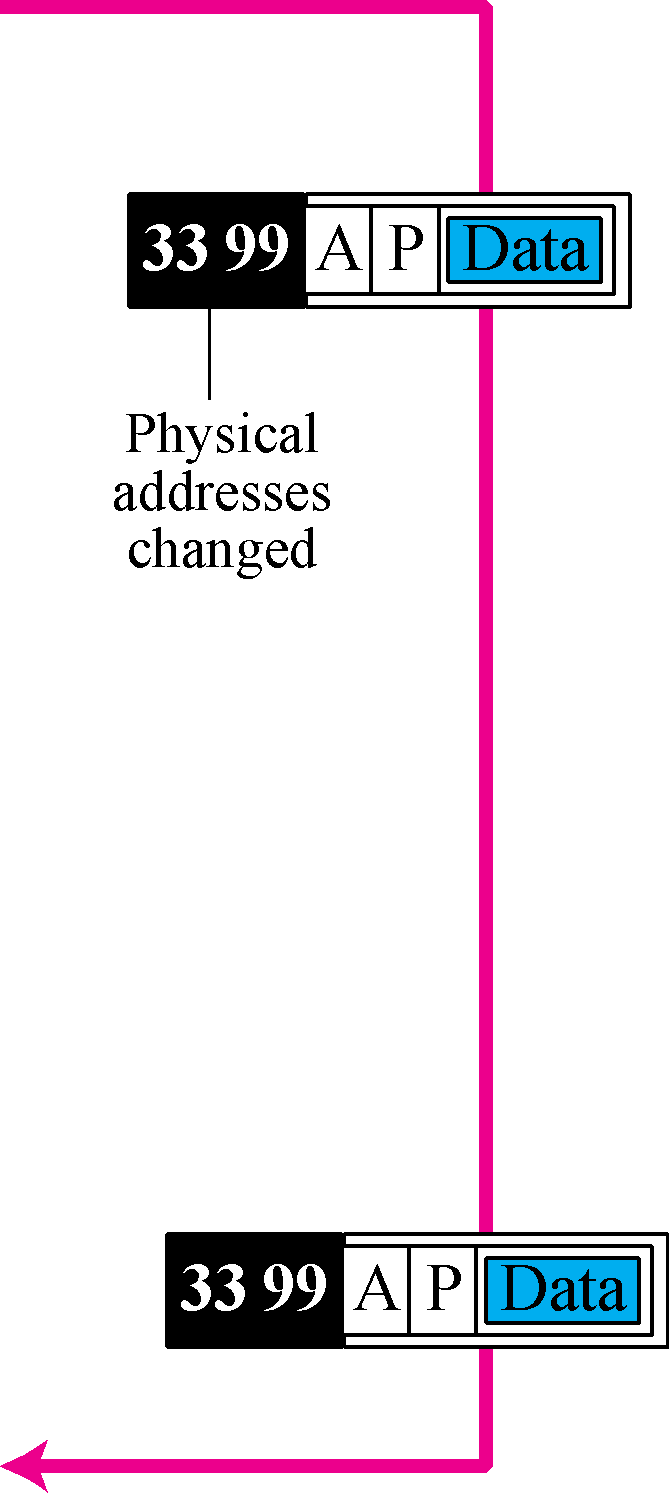 33 99 A P Data
Physical
addresses
changed
33 99 A P Data